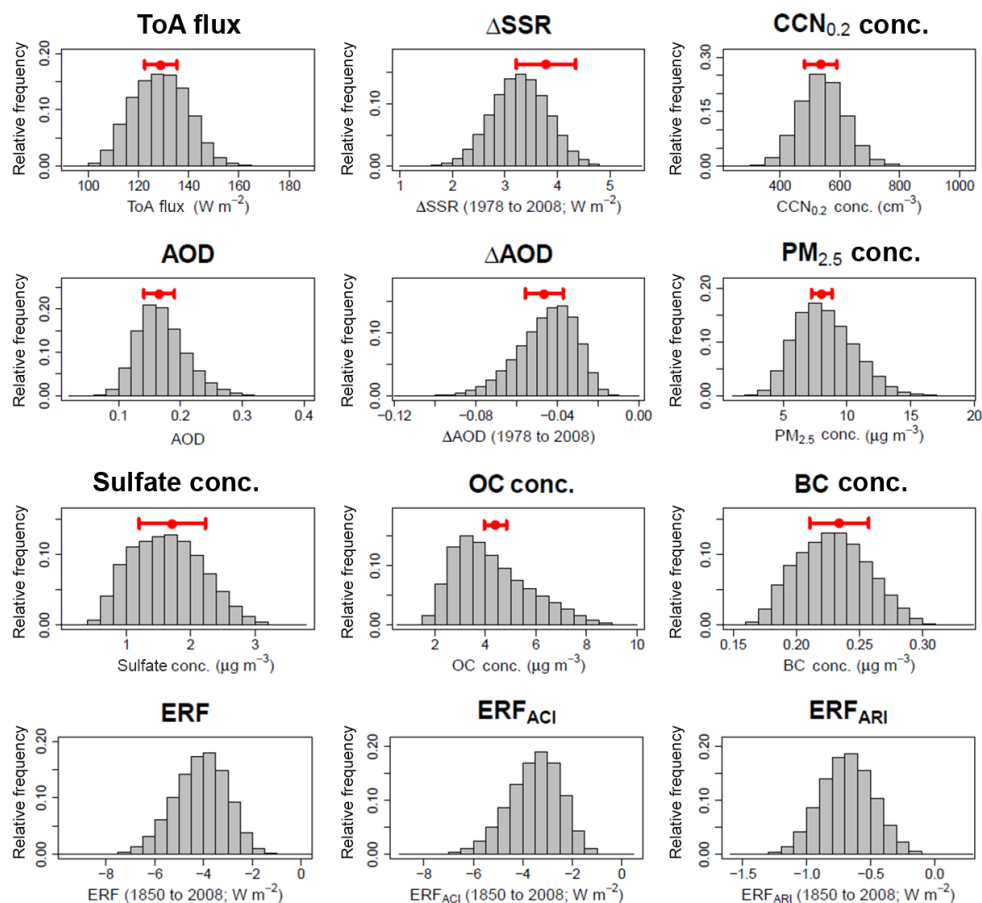 ToA flux
Relative frequency
0.00 0.10 0.20
100 120 140 160 180
ToA flux (W m⁻²)
ΔSSR
Relative frequency
0.00 0.10
1 2 3 4 5
ΔSSR (1978 to 2008; W m⁻²)
CCN₀.₂ conc.
Relative frequency
0.00 0.15 0.30
400 600 800 1000
CCN₀.₂ conc. (cm⁻³)
AOD
Relative frequency
0.00 0.10 0.20
0.1 0.2 0.3 0.4
AOD
ΔAOD
Relative frequency
0.00 0.10
−0.12 −0.08 −0.04 0.00
ΔAOD (1978 to 2008)
PM₂.₅ conc.
Relative frequency
0.00 0.10 0.20
5 10 15 20
PM₂.₅ conc. (μg m⁻³)
Sulfate conc.
Relative frequency
0.00 0.10
1 2 3
Sulfate conc. (μg m⁻³)
OC conc.
Relative frequency
0.00 0.10
2 4 6 8 10
OC conc. (μg m⁻³)
BC conc.
Relative frequency
0.00 0.10
0.15 0.20 0.25 0.30
BC conc. (μg m⁻³)
ERF
Relative frequency
0.00 0.10 0.20
−8 −6 −4 −2 0
ERF (1850 to 2008; W m⁻²)
ERF_ACI
Relative frequency
0.00 0.10 0.20
−8 −6 −4 −2 0
ERF_ACI (1850 to 2008; W m⁻²)
ERF_ARI
Relative frequency
0.00 0.10 0.20
−1.5 −1.0 −0.5 0.0
ERF_ARI (1850 to 2008; W m⁻²)